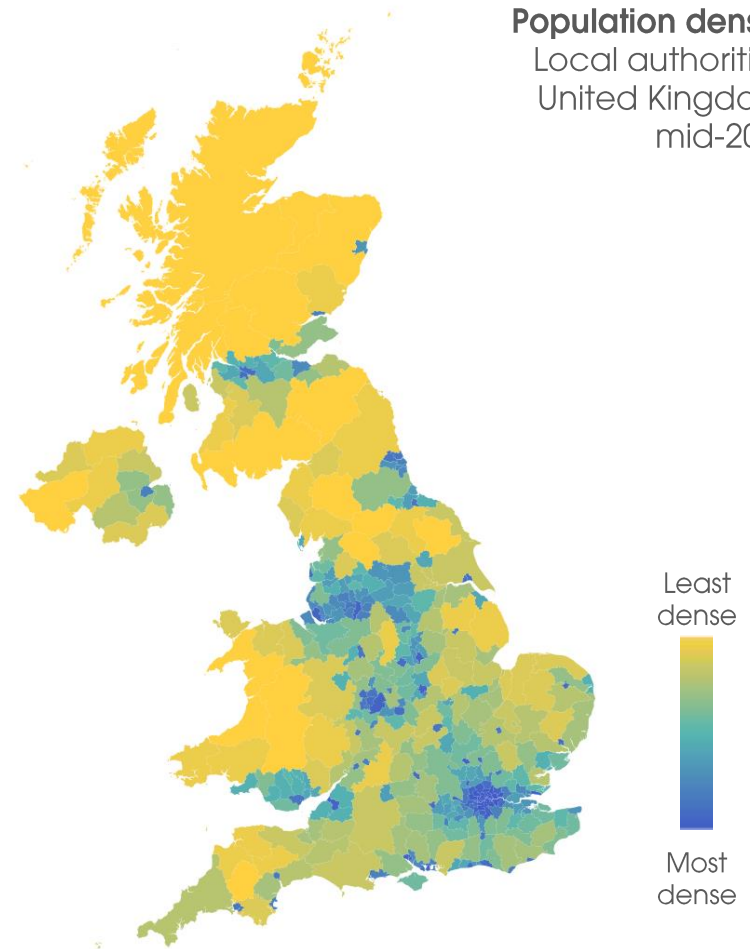 Population dens
Local authoriti
United Kingdo
mid-20
Least
dense
Most
dense